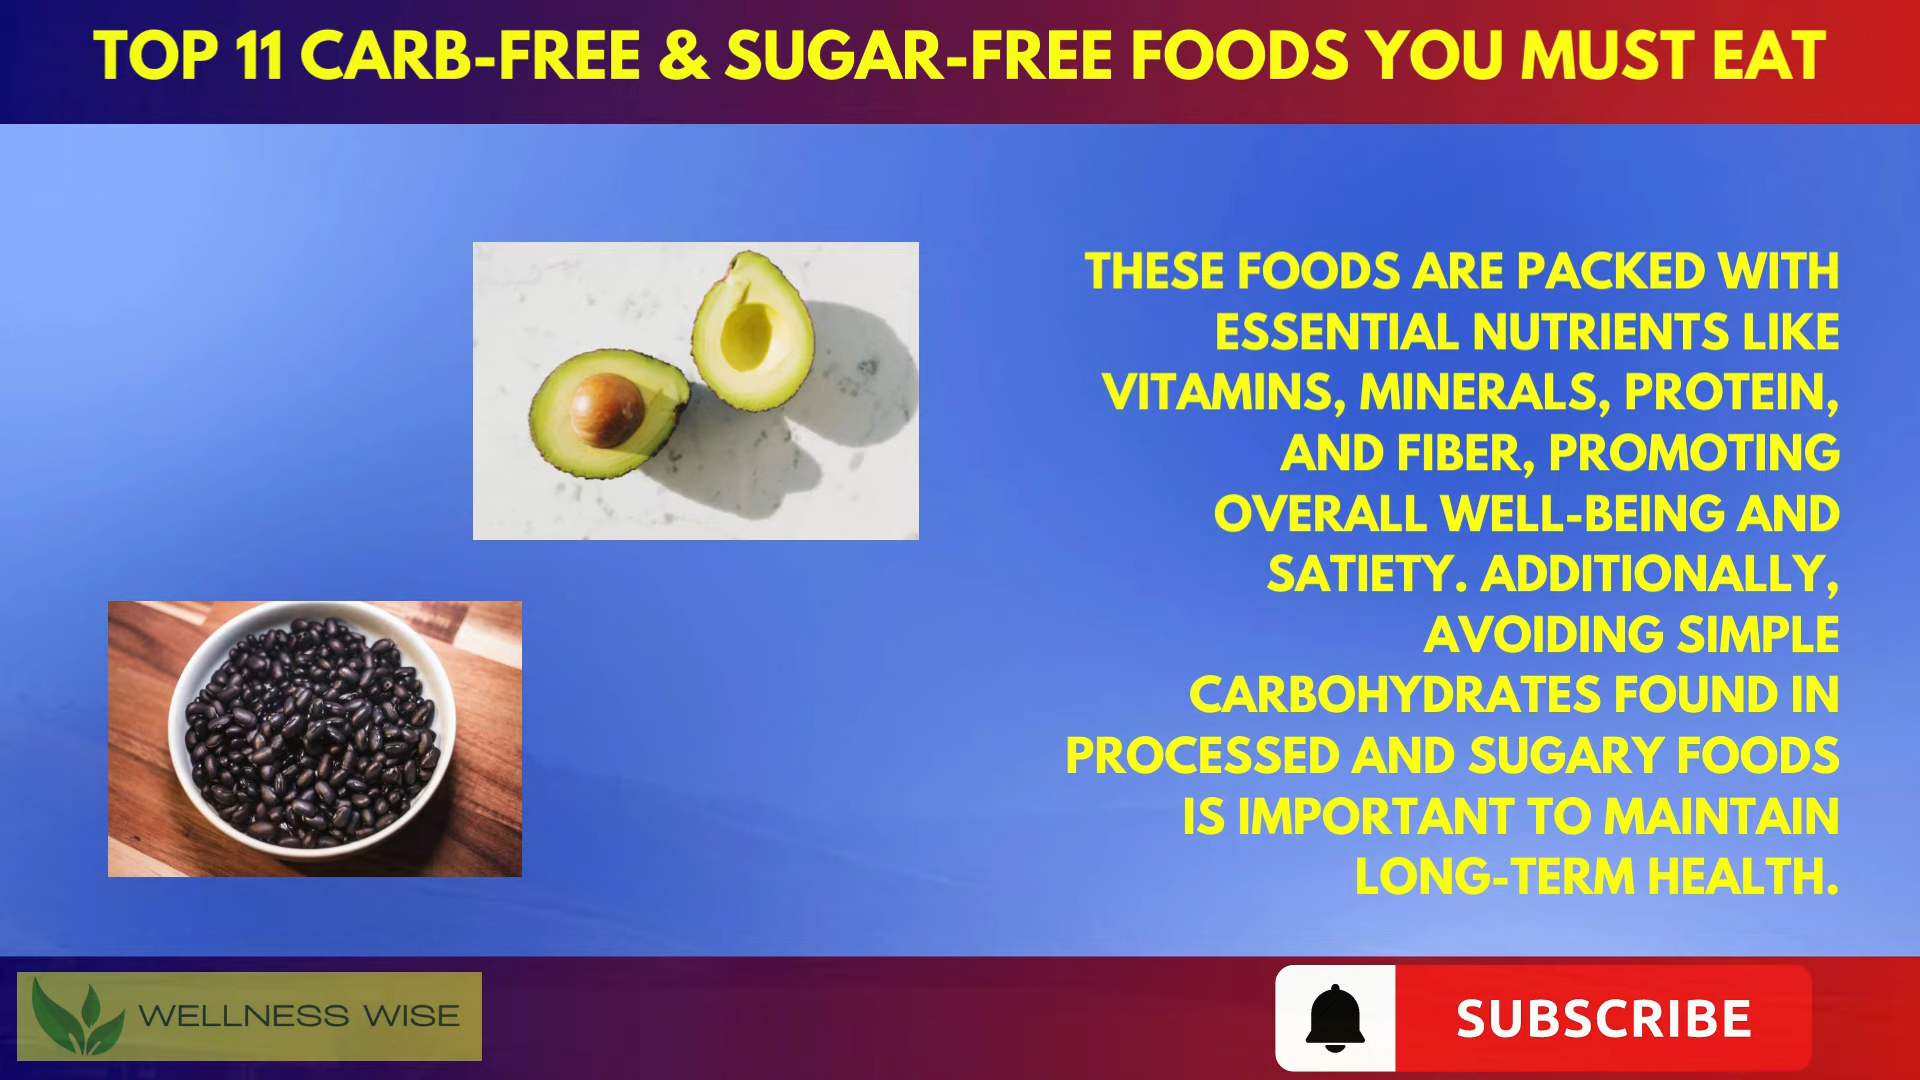 TOP 11 CARB-FREE & SUGAR-FREE FOODS YOU MUST EAT
THESE FOODS ARE PACKED WITH
ESSENTIAL NUTRIENTS LIKE
VITAMINS, MINERALS, PROTEIN,
AND FIBER, PROMOTING
OVERALL WELL-BEING AND
SATIETY. ADDITIONALLY,
AVOIDING SIMPLE
CARBOHYDRATES FOUND IN
PROCESSED AND SUGARY FOODS
IS IMPORTANT TO MAINTAIN
LONG-TERM HEALTH.
WELLNESS WISE
SUBSCRIBE